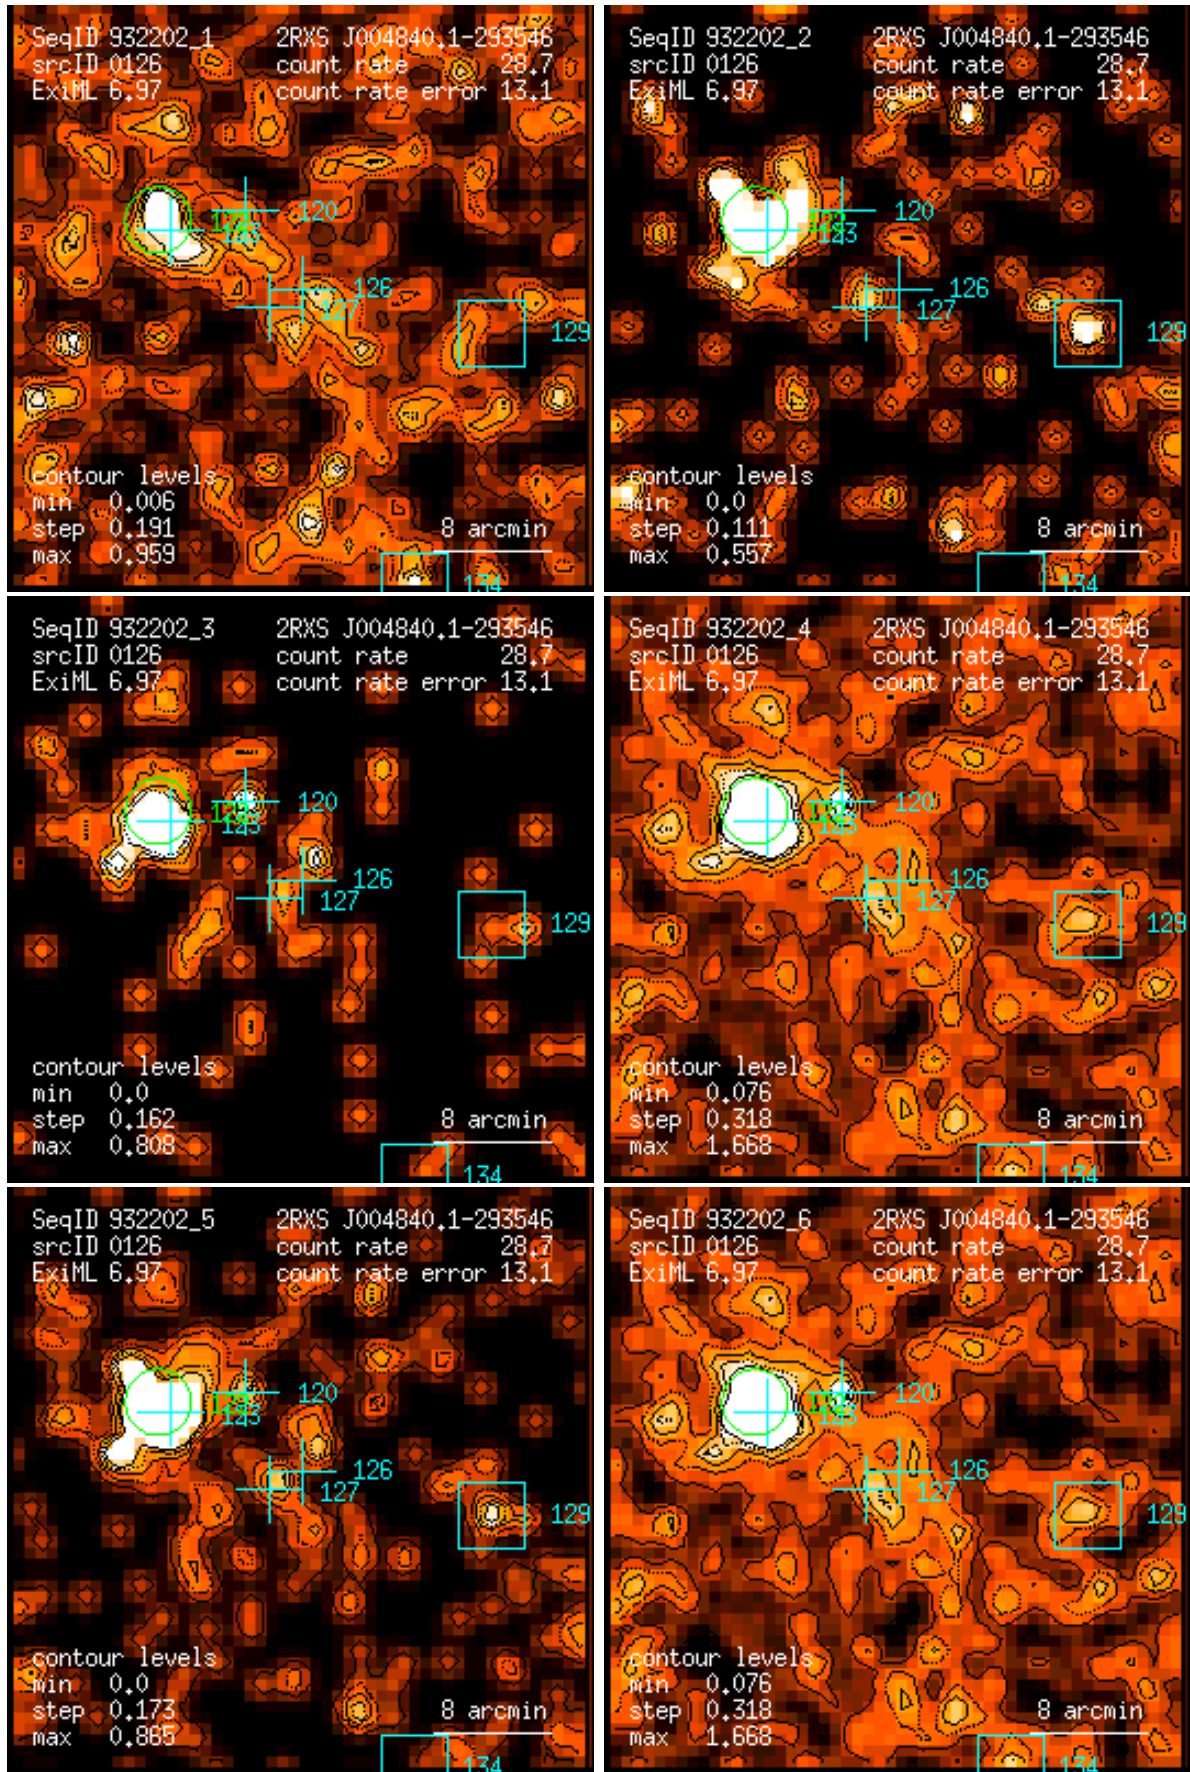 SeqID 932202_1 2RXS J004840.1-293546
srcID 0126 count rate 28.7
ExiML 6.97 count rate error 13.1
120
123
126
127
129
contour levels
min 0.006
step 0.191 8 arcmin
max 0.959
134
SeqID 932202_2 2RXS J004840.1-293546
srcID 0126 count rate 28.7
ExiML 6.97 count rate error 13.1
120
123
126
127
129
contour levels
min 0.0
step 0.111 8 arcmin
max 0.557
134
SeqID 932202_3 2RXS J004840.1-293546
srcID 0126 count rate 28.7
ExiML 6.97 count rate error 13.1
120
123
126
127
129
contour levels
min 0.0
step 0.162 8 arcmin
max 0.808
134
SeqID 932202_4 2RXS J004840.1-293546
srcID 0126 count rate 28.7
ExiML 6.97 count rate error 13.1
120
123
126
127
129
contour levels
min 0.076
step 0.318 8 arcmin
max 1.668
134
SeqID 932202_5 2RXS J004840.1-293546
srcID 0126 count rate 28.7
ExiML 6.97 count rate error 13.1
120
123
126
127
129
contour levels
min 0.0
step 0.173 8 arcmin
max 0.865
134
SeqID 932202_6 2RXS J004840.1-293546
srcID 0126 count rate 28.7
ExiML 6.97 count rate error 13.1
120
123
126
127
129
contour levels
min 0.076
step 0.318 8 arcmin
max 1.668
134